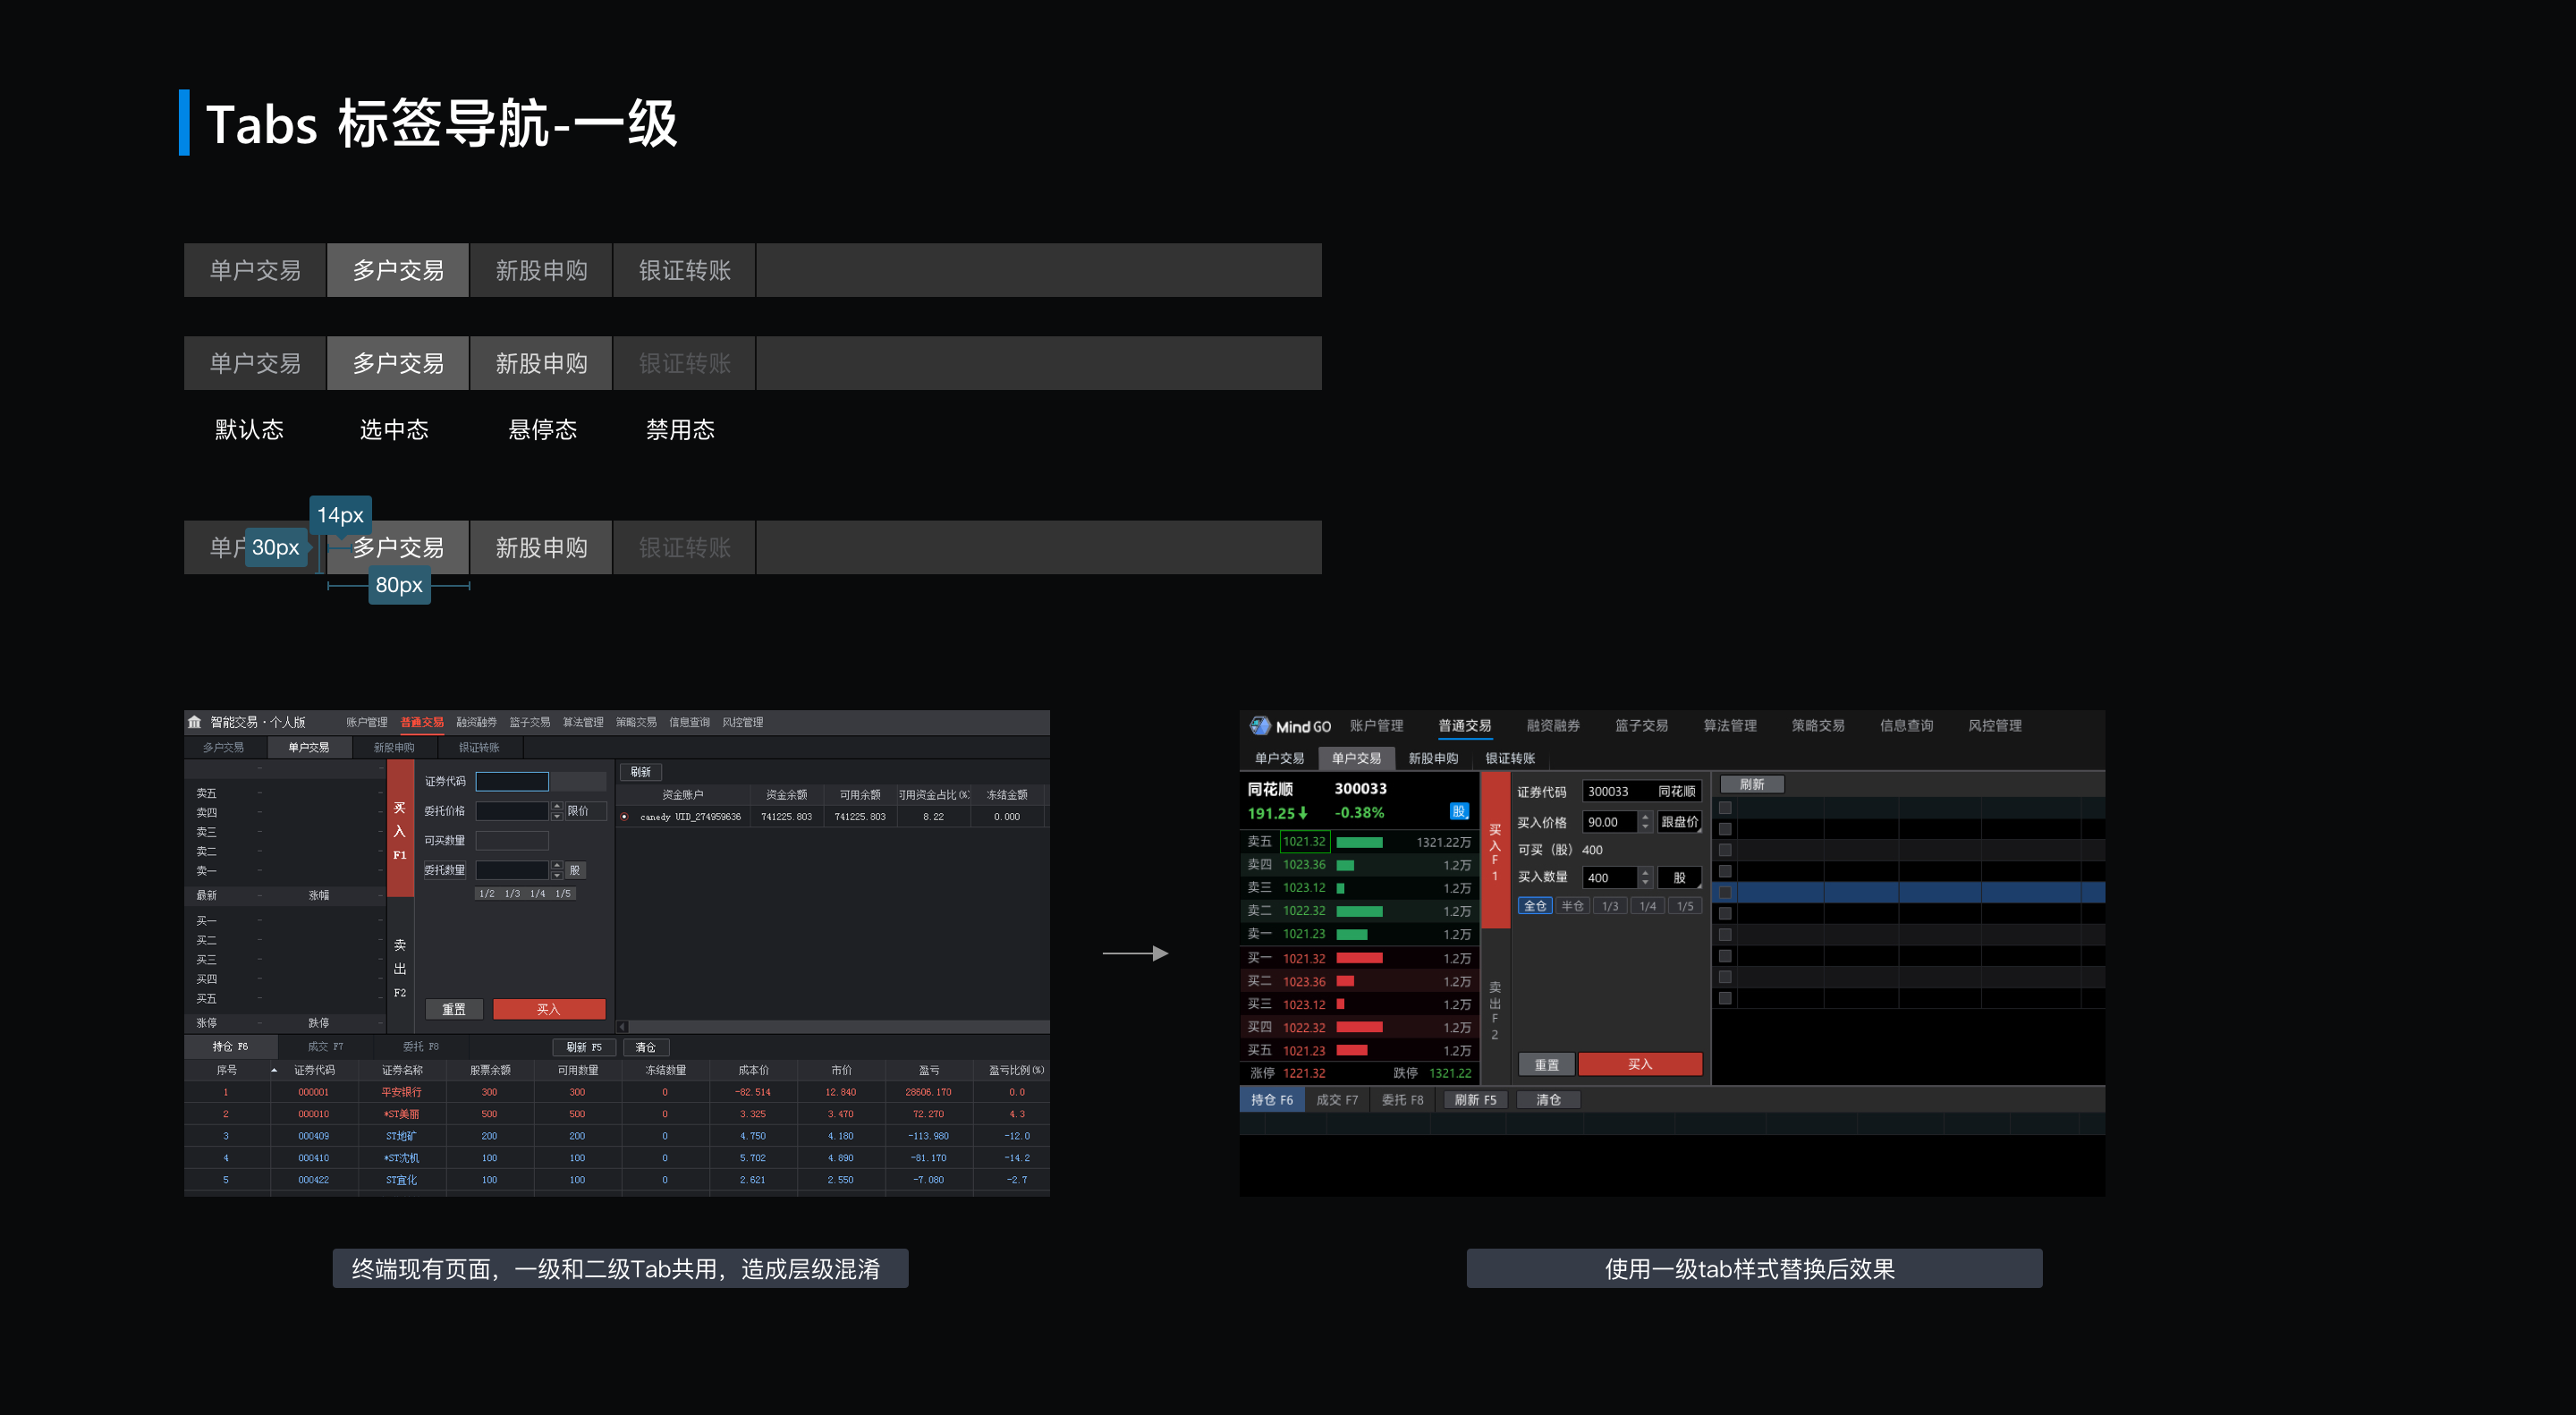 Tabs 标签导航-一级
单户交易 多户交易 新股申购 银证转账
单户交易 多户交易 新股申购 银证转账
默认态 选中态 悬停态 禁用态
14px
单户 30px 多户交易 新股申购 银证转账
80px
智能交易·个人版 账户管理 普通交易 融资融券 篮子交易 算法管理 策略交易 信息查询 风控管理
多户交易 单户交易 新股申购 银证转账
卖五
卖四
卖三
卖二
卖一
最新 涨幅
买一
买二
买三
买四
买五
涨停 跌停
买入 F1
卖出 F2
证券代码
委托价格 限价
可买数量
委托数量 股
1/2 1/3 1/4 1/5
重置 买入
刷新
资金账户 资金余额 可用余额 可用资金占比(%) 冻结金额
canedy UID_274959636 741225.803 741225.803 8.22 0.000
持仓 F6 成交 F7 委托 F8 刷新 F5 清仓
序号 证券代码 证券名称 股票余额 可用数量 冻结数量 成本价 市价 盈亏 盈亏比例(%)
1 000001 平安银行 300 300 0 -82.514 12.840 28606.170 0.0
2 000010 *ST美丽 500 500 0 3.325 3.470 72.270 4.3
3 000409 ST地矿 200 200 0 4.750 4.180 -113.980 -12.0
4 000410 *ST沈机 100 100 0 5.702 4.890 -81.170 -14.2
5 000422 ST宜化 100 100 0 2.621 2.550 -7.080 -2.7
Mind GO 账户管理 普通交易 融资融券 篮子交易 算法管理 策略交易 信息查询 风控管理
单户交易 单户交易 新股申购 银证转账
同花顺 300033
191.25 -0.38% 股
卖五 1021.32 1321.22万
卖四 1023.36 1.2万
卖三 1023.12 1.2万
卖二 1022.32 1.2万
卖一 1021.23 1.2万
买一 1021.32 1.2万
买二 1023.36 1.2万
买三 1023.12 1.2万
买四 1022.32 1.2万
买五 1021.23 1.2万
涨停 1221.32 跌停 1321.22
买入F1
卖出F2
证券代码 300033 同花顺
买入价格 90.00 跟盘价
可买（股） 400
买入数量 400 股
全仓 半仓 1/3 1/4 1/5
重置 买入
刷新
持仓 F6 成交 F7 委托 F8 刷新 F5 清仓
终端现有页面，一级和二级Tab共用，造成层级混淆
使用一级tab样式替换后效果